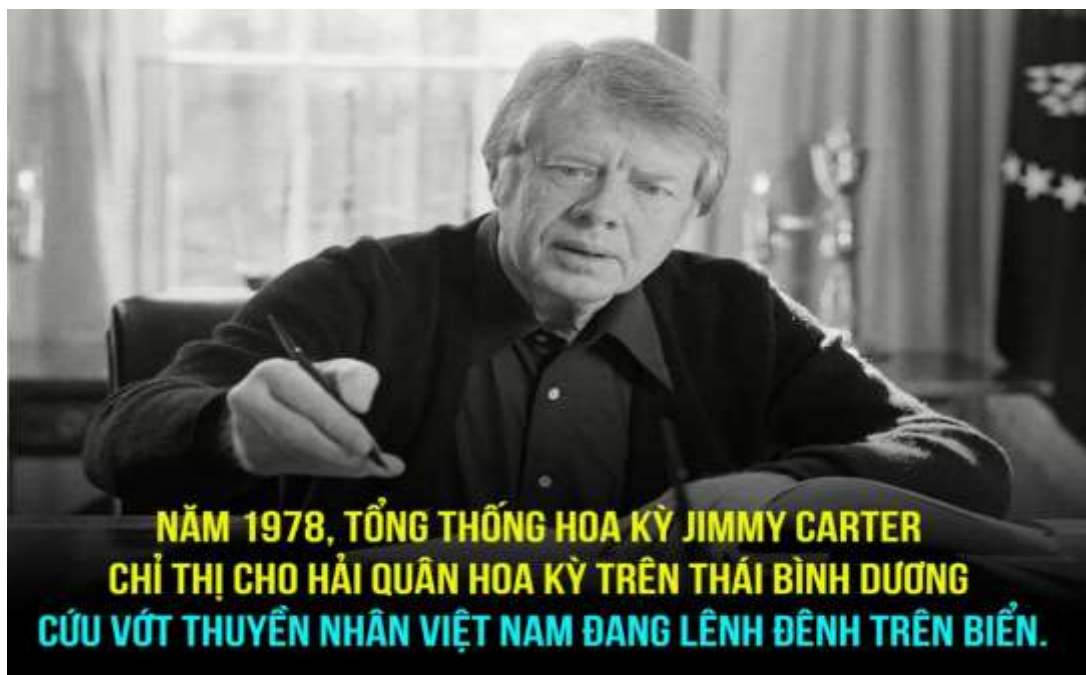 NĂM 1978, TỔNG THỐNG HOA KỲ JIMMY CARTER
CHỈ THỊ CHO HẢI QUÂN HOA KỲ TRÊN THÁI BÌNH DƯƠNG
CỨU VỚT THUYỀN NHÂN VIỆT NAM ĐANG LÊNH ĐÊNH TRÊN BIỂN.